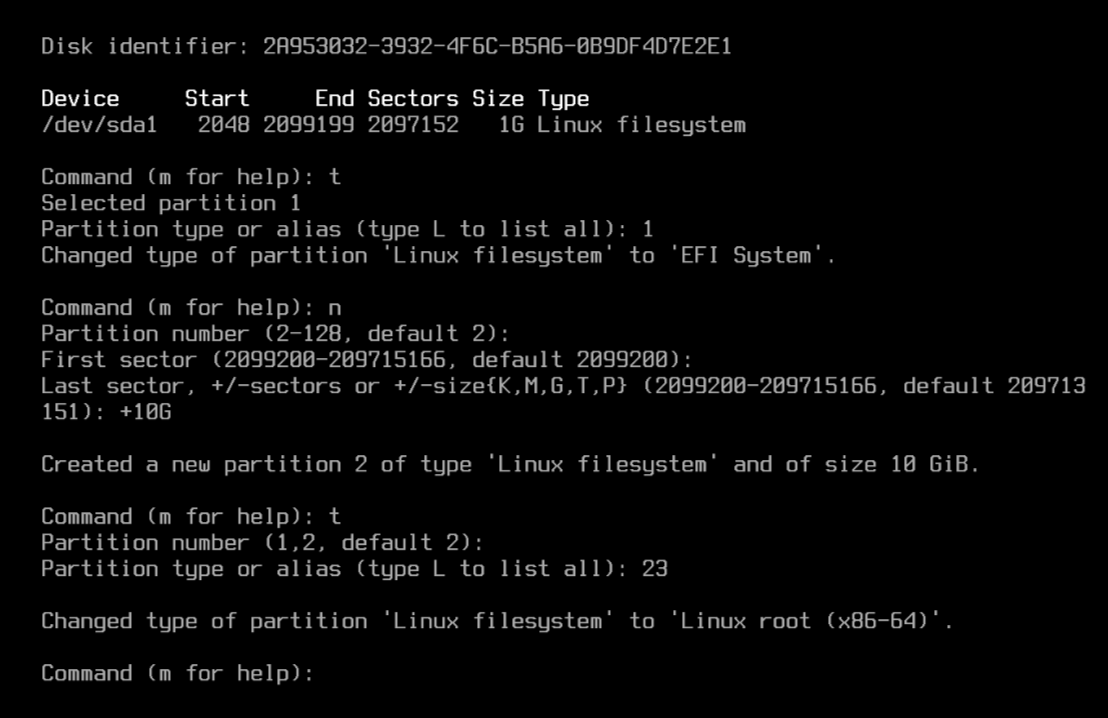 Disk identifier: 2A953032-3932-4F6C-B5A6-0B9DF4D7E2E1
Device     Start     End Sectors Size Type
/dev/sda1   2048 2099199 2097152   1G Linux filesystem
Command (m for help): t
Selected partition 1
Partition type or alias (type L to list all): 1
Changed type of partition 'Linux filesystem' to 'EFI System'.
Command (m for help): n
Partition number (2-128, default 2):
First sector (2099200-209715166, default 2099200):
Last sector, +/-sectors or +/-size{K,M,G,T,P} (2099200-209715166, default 209713
151): +10G
Created a new partition 2 of type 'Linux filesystem' and of size 10 GiB.
Command (m for help): t
Partition number (1,2, default 2):
Partition type or alias (type L to list all): 23
Changed type of partition 'Linux filesystem' to 'Linux root (x86-64)'.
Command (m for help):